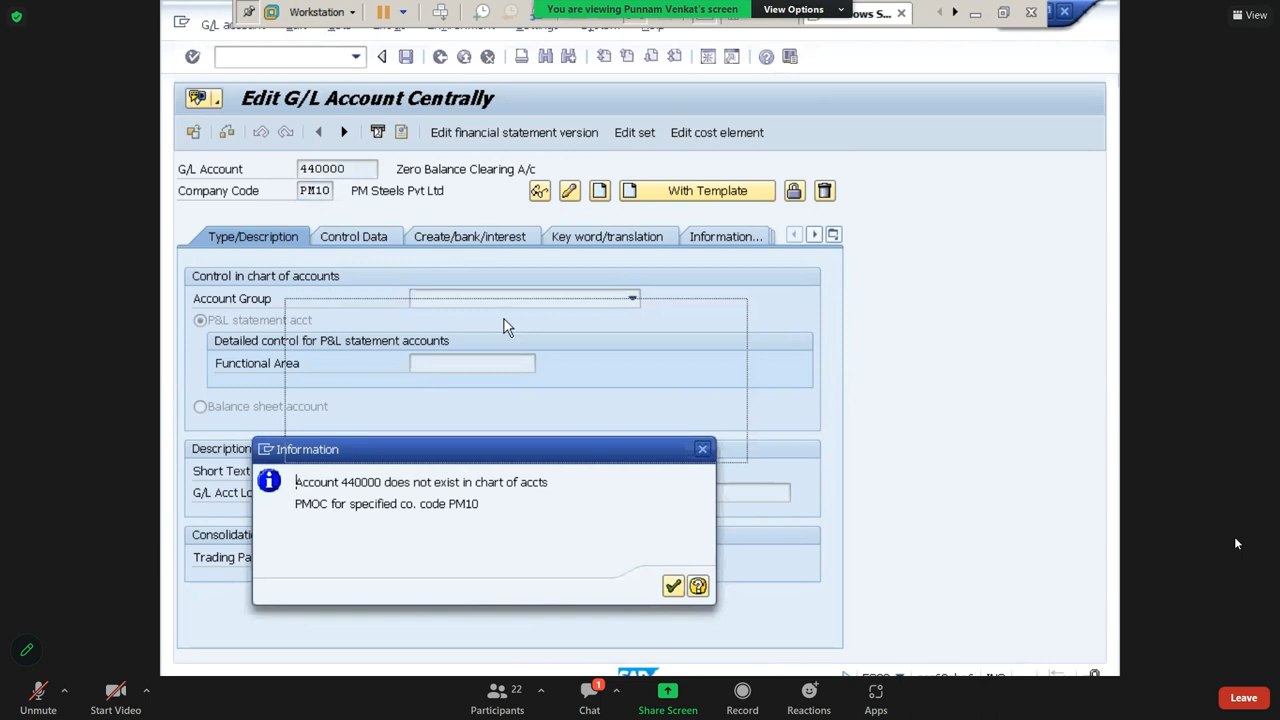 Workstation
You are viewing Punnam Venkat's screen
View Options
ows S...
View
Edit G/L Account Centrally
Edit financial statement version
Edit set
Edit cost element
G/L Account
440000
Zero Balance Clearing A/c
Company Code
PM10
PM Steels Pvt Ltd
With Template
Type/Description
Control Data
Create/bank/interest
Key word/translation
Information...
Control in chart of accounts
Account Group
P&L statement acct
Detailed control for P&L statement accounts
Functional Area
Balance sheet account
Description
Short Text
G/L Acct Lo
Consolidati
Trading Pa
Information
Account 440000 does not exist in chart of accts
PMOC for specified co. code PM10
SAP
Unmute
Start Video
22
Participants
1
Chat
Share Screen
Record
Reactions
Apps
Leave